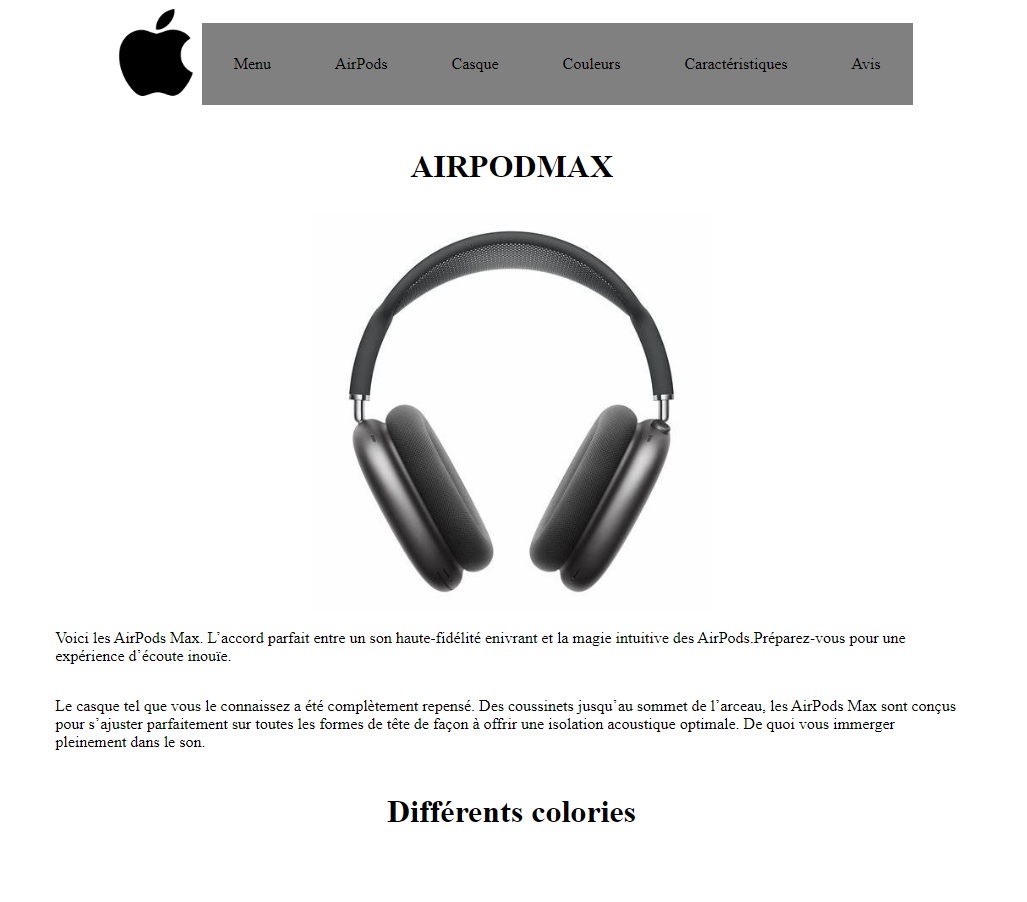 Menu AirPods Casque Couleurs Caractéristiques Avis
AIRPODMAX
Voici les AirPods Max. L’accord parfait entre un son haute-fidélité enivrant et la magie intuitive des AirPods.Préparez-vous pour une
expérience d’écoute inouïe.
Le casque tel que vous le connaissez a été complètement repensé. Des coussinets jusqu’au sommet de l’arceau, les AirPods Max sont conçus
pour s’ajuster parfaitement sur toutes les formes de tête de façon à offrir une isolation acoustique optimale. De quoi vous immerger
pleinement dans le son.
Différents colories